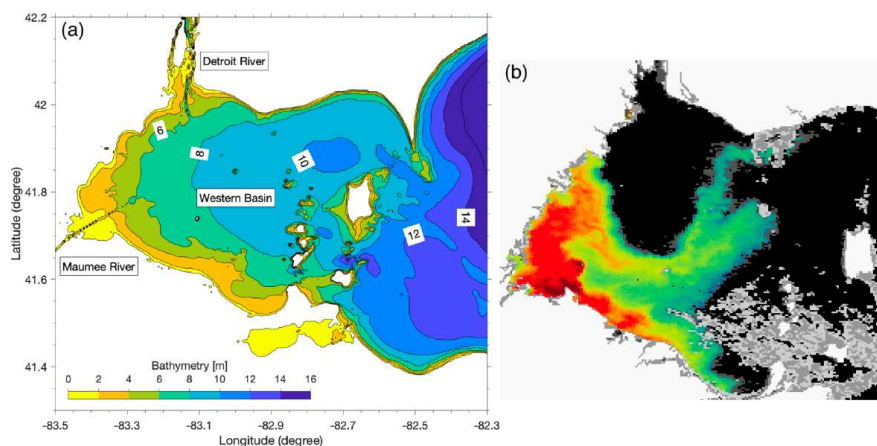 (a)
42.2
42
41.8
41.6
41.4
Latitude (degree)
Detroit River
6
8
10
Western Basin
14
12
Maumee River
Bathymetry [m]
0 2 4 6 8 10 12 14 16
-83.5 -83.3 -83.1 -82.9 -82.7 -82.5 -82.3
Longitude (degree)
(b)